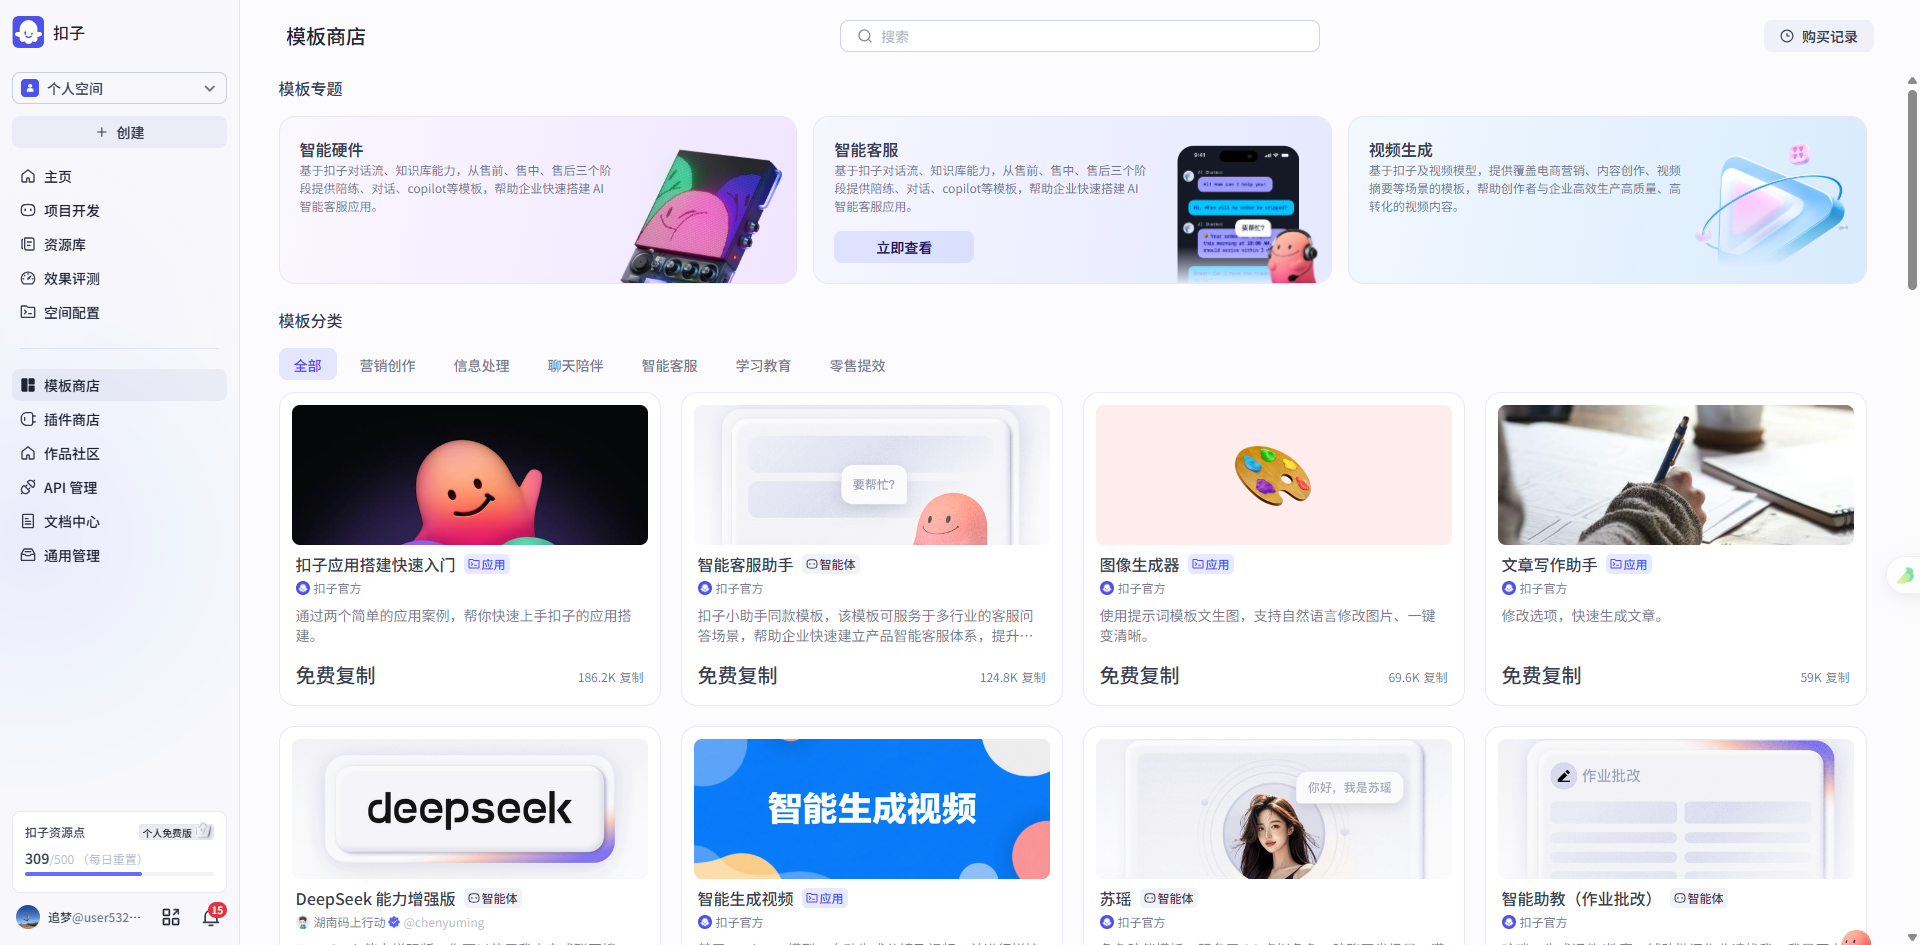 扣子
个人空间
创建
主页
项目开发
资源库
效果评测
空间配置
模板商店
插件商店
作品社区
API 管理
文档中心
通用管理
扣子资源点
个人免费版
309/500 （每日重置）
追梦@user532···
15
模板商店
搜索
购买记录
模板专题
智能硬件
基于扣子对话流、知识库能力，从售前、售中、售后三个阶
段提供陪练、对话、copilot等模板，帮助企业快速搭建 AI
智能客服应用。
智能客服
基于扣子对话流、知识库能力，从售前、售中、售后三个阶
段提供陪练、对话、copilot等模板，帮助企业快速搭建 AI
智能客服应用。
立即查看
9:41
AI Chatbot
Hi! How can I help you?
Hi, When will my order be shipped?
AI Chatbot
要帮忙?
视频生成
基于扣子及视频模型，提供覆盖电商营销、内容创作、视频
摘要等场景的模板，帮助创作者与企业高效生产高质量、高
转化的视频内容。
模板分类
全部
营销创作
信息处理
聊天陪伴
智能客服
学习教育
零售提效
扣子应用搭建快速入门
应用
扣子官方
通过两个简单的应用案例，帮你快速上手扣子的应用搭
建。
免费复制
186.2K 复制
要帮忙?
智能客服助手
智能体
扣子官方
扣子小助手同款模板，该模板可服务于多行业的客服问
答场景，帮助企业快速建立产品智能客服体系，提升···
免费复制
124.8K 复制
图像生成器
应用
扣子官方
使用提示词模板文生图，支持自然语言修改图片、一键
变清晰。
免费复制
69.6K 复制
文章写作助手
应用
扣子官方
修改选项，快速生成文章。
免费复制
59K 复制
deepseek
DeepSeek 能力增强版
智能体
湖南码上行动
@chenyuming
智能生成视频
智能生成视频
应用
扣子官方
你好，我是苏瑶
苏瑶
智能体
扣子官方
作业批改
智能助教（作业批改）
智能体
扣子官方